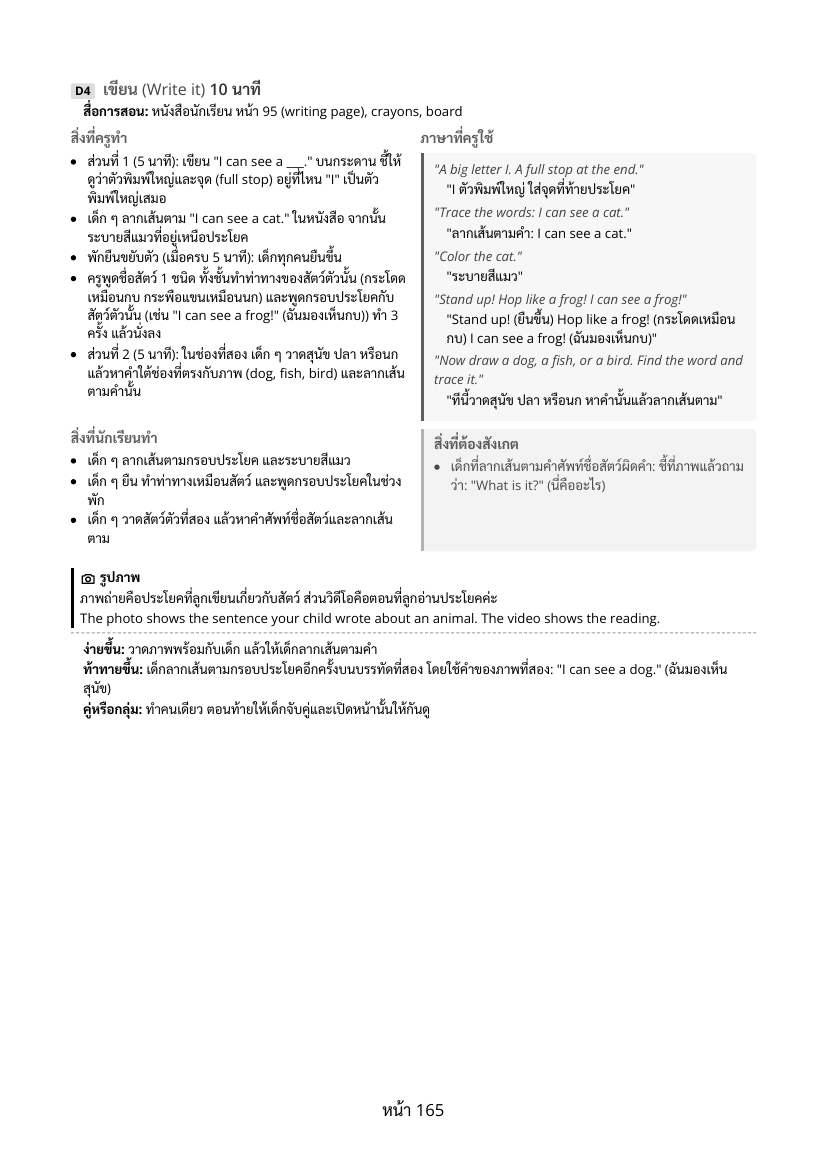 D4 เขียน (Write it) 10 นาที
สื่อการสอน: หนังสือนักเรียน หน้า 95 (writing page), crayons, board
สิ่งที่ครูทำ
ส่วนที่ 1 (5 นาที): เขียน "I can see a ___." บนกระดาน ชี้ให้
ดูว่าตัวพิมพ์ใหญ่และจุด (full stop) อยู่ที่ไหน "I" เป็นตัว
พิมพ์ใหญ่เสมอ
เด็ก ๆ ลากเส้นตาม "I can see a cat." ในหนังสือ จากนั้น
ระบายสีแมวที่อยู่เหนือประโยค
พักยืนขยับตัว (เมื่อครบ 5 นาที): เด็กทุกคนยืนขึ้น
ครูพูดชื่อสัตว์ 1 ชนิด ทั้งชั้นทำท่าทางของสัตว์ตัวนั้น (กระโดด
เหมือนกบ กระพือแขนเหมือนนก) และพูดกรอบประโยคกับ
สัตว์ตัวนั้น (เช่น "I can see a frog!" (ฉันมองเห็นกบ)) ทำ 3
ครั้ง แล้วนั่งลง
ส่วนที่ 2 (5 นาที): ในช่องที่สอง เด็ก ๆ วาดสุนัข ปลา หรือนก
แล้วหาคำใต้ช่องที่ตรงกับภาพ (dog, fish, bird) และลากเส้น
ตามคำนั้น
ภาษาที่ครูใช้
"A big letter I. A full stop at the end."
"I ตัวพิมพ์ใหญ่ ใส่จุดที่ท้ายประโยค"
"Trace the words: I can see a cat."
"ลากเส้นตามคำ: I can see a cat."
"Color the cat."
"ระบายสีแมว"
"Stand up! Hop like a frog! I can see a frog!"
"Stand up! (ยืนขึ้น) Hop like a frog! (กระโดดเหมือน
กบ) I can see a frog! (ฉันมองเห็นกบ)"
"Now draw a dog, a fish, or a bird. Find the word and
trace it."
"ทีนี้วาดสุนัข ปลา หรือนก หาคำนั้นแล้วลากเส้นตาม"
สิ่งที่นักเรียนทำ
เด็ก ๆ ลากเส้นตามกรอบประโยค และระบายสีแมว
เด็ก ๆ ยืน ทำท่าทางเหมือนสัตว์ และพูดกรอบประโยคในช่วง
พัก
เด็ก ๆ วาดสัตว์ตัวที่สอง แล้วหาคำศัพท์ชื่อสัตว์และลากเส้น
ตาม
สิ่งที่ต้องสังเกต
เด็กที่ลากเส้นตามคำศัพท์ชื่อสัตว์ผิดคำ: ชี้ที่ภาพแล้วถาม
ว่า: "What is it?" (นี่คืออะไร)
รูปภาพ
ภาพถ่ายคือประโยคที่ลูกเขียนเกี่ยวกับสัตว์ ส่วนวิดีโอคือตอนที่ลูกอ่านประโยคค่ะ
The photo shows the sentence your child wrote about an animal. The video shows the reading.
ง่ายขึ้น: วาดภาพพร้อมกับเด็ก แล้วให้เด็กลากเส้นตามคำ
ท้าทายขึ้น: เด็กลากเส้นตามกรอบประโยคอีกครั้งบนบรรทัดที่สอง โดยใช้คำของภาพที่สอง: "I can see a dog." (ฉันมองเห็น
สุนัข)
คู่หรือกลุ่ม: ทำคนเดียว ตอนท้ายให้เด็กจับคู่และเปิดหน้านั้นให้กันดู
หน้า 165